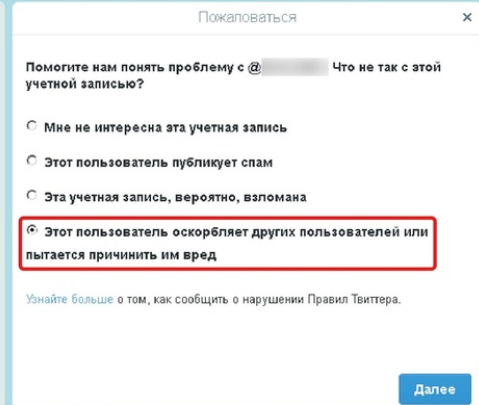 Пожаловаться
Помогите нам понять проблему с @ Что не так с этой
учетной записью?
Мне не интересна эта учетная запись
Этот пользователь публикует спам
Эта учетная запись, вероятно, взломана
Этот пользователь оскорбляет других пользователей или
пытается причинить им вред
Узнайте больше о том, как сообщить о нарушении Правил Твиттера.
Далее